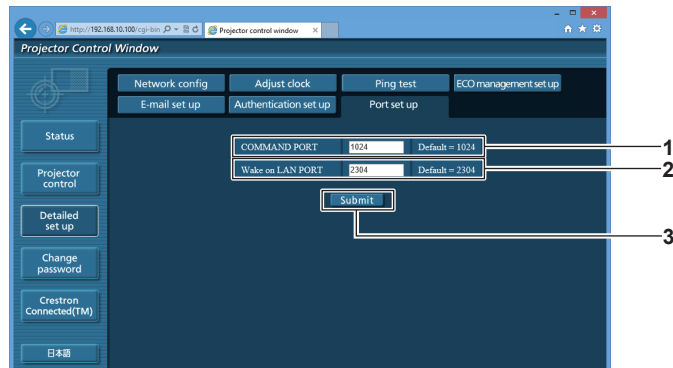 http://192.168.10.100/cgi-bin
Projector control window
Projector Control Window
Network config
Adjust clock
Ping test
ECO management set up
E-mail set up
Authentication set up
Port set up
Status
Projector
control
Detailed
set up
Change
password
Crestron
Connected(TM)
日本語
COMMAND PORT 1024 Default = 1024
1
Wake on LAN PORT 2304 Default = 2304
2
Submit
3